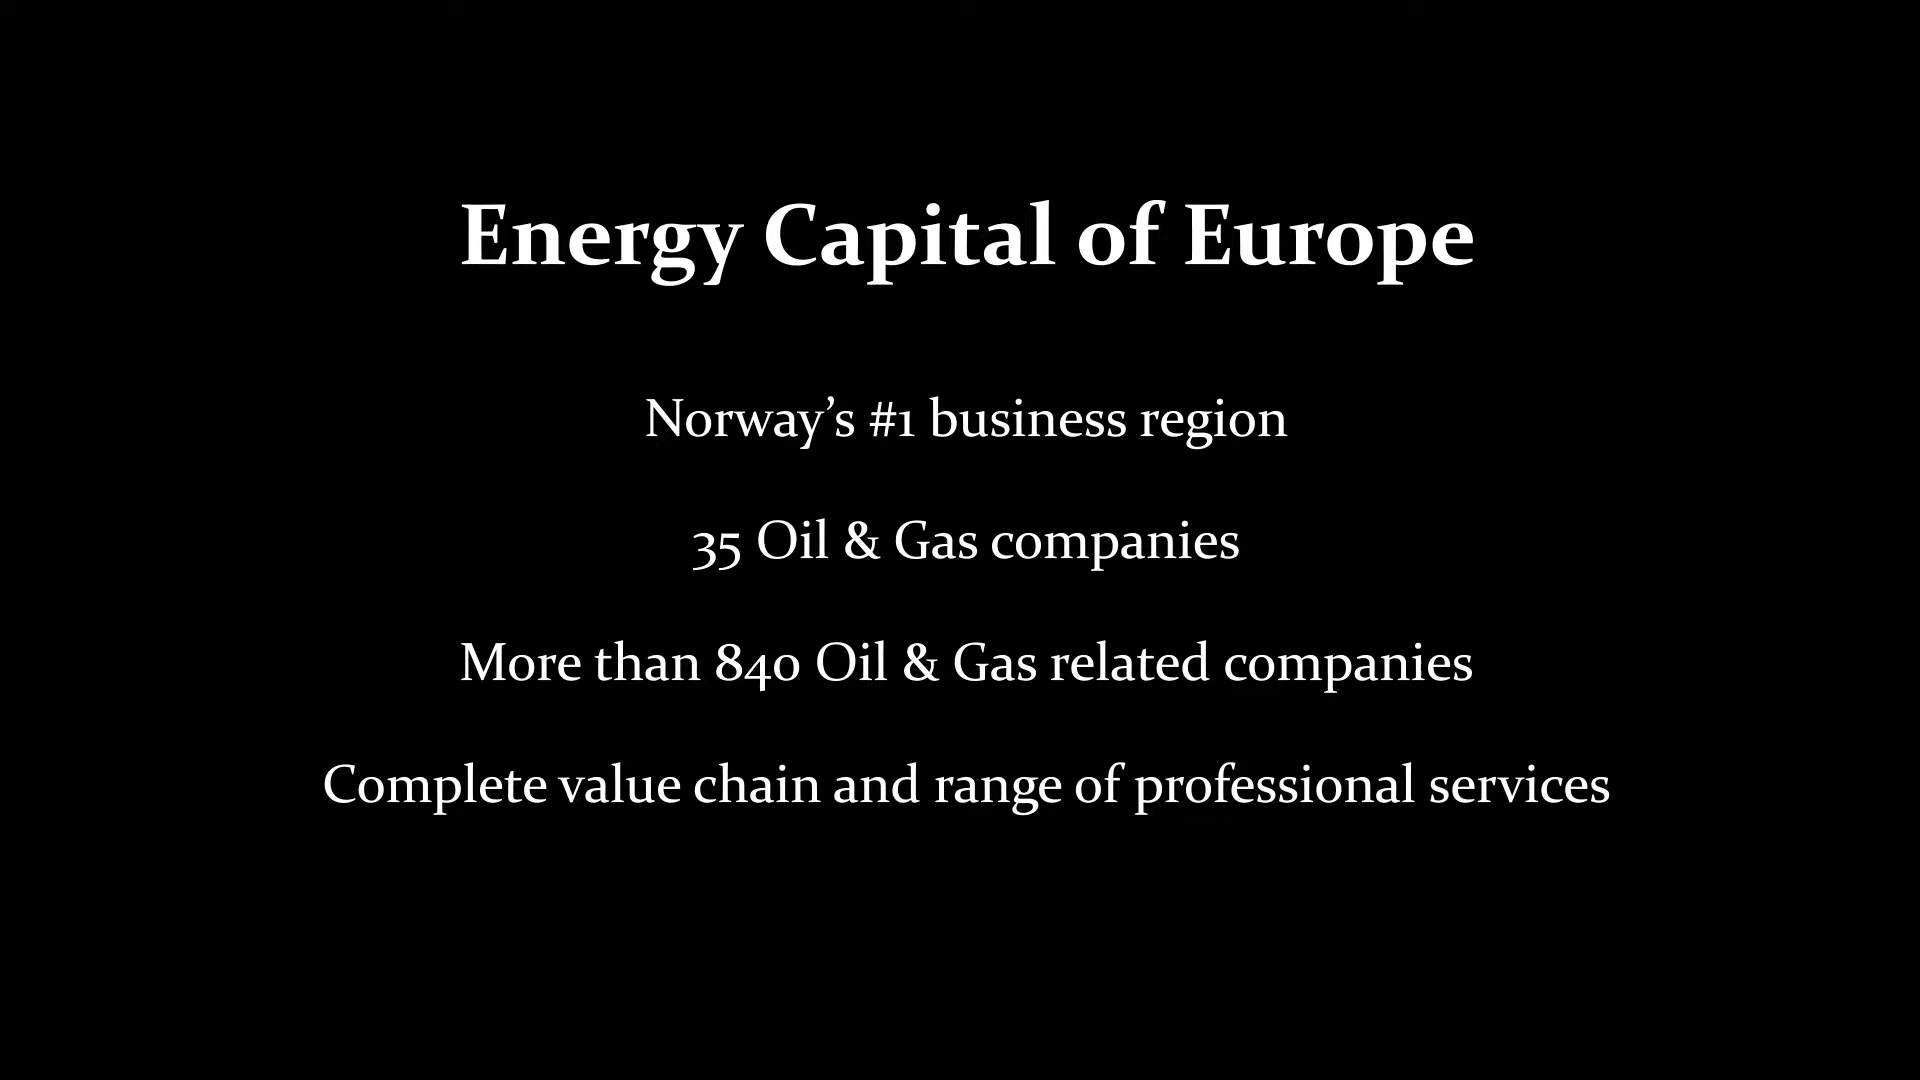 Energy Capital of Europe
Norway’s #1 business region
35 Oil & Gas companies
More than 840 Oil & Gas related companies
Complete value chain and range of professional services